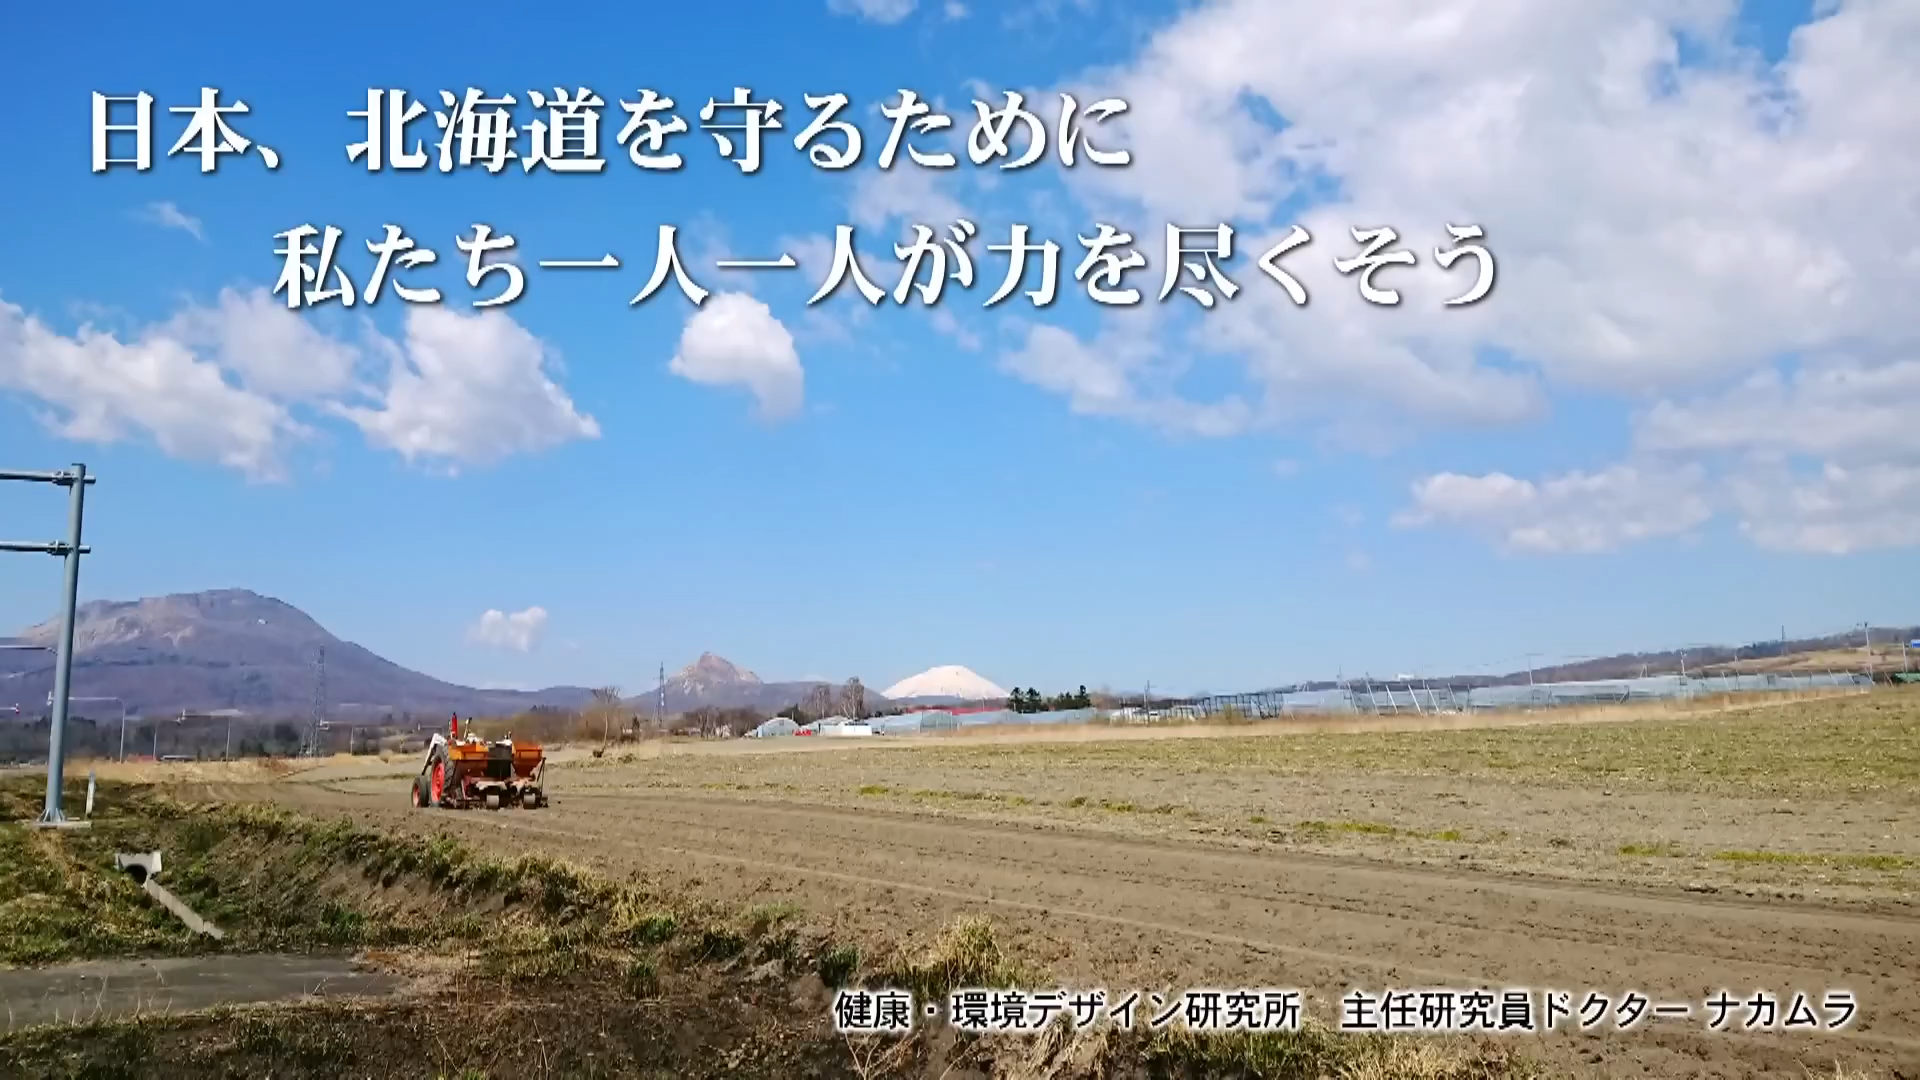 日本、北海道を守るために
私たち一人一人が力を尽くそう
健康・環境デザイン研究所　主任研究員ドクター ナカムラ